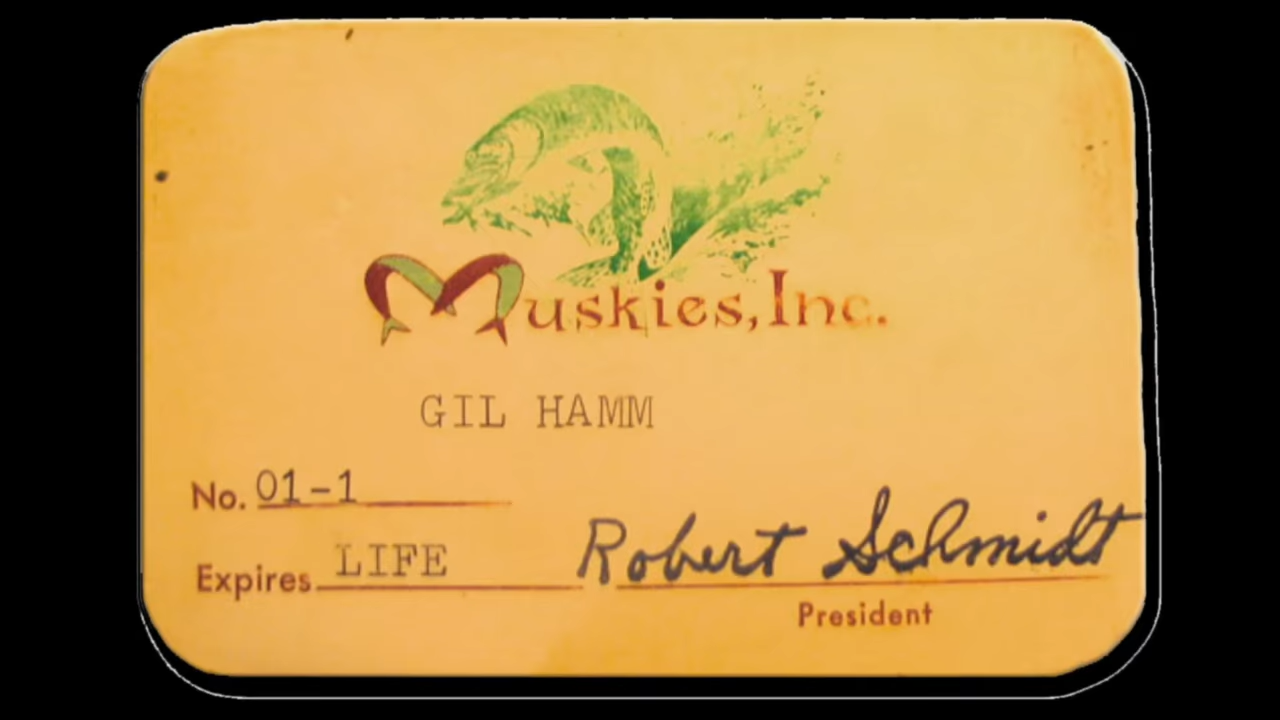 Muskies, Inc.
GIL HAMM
No. 01-1
Expires LIFE
Robert Schmidt
President